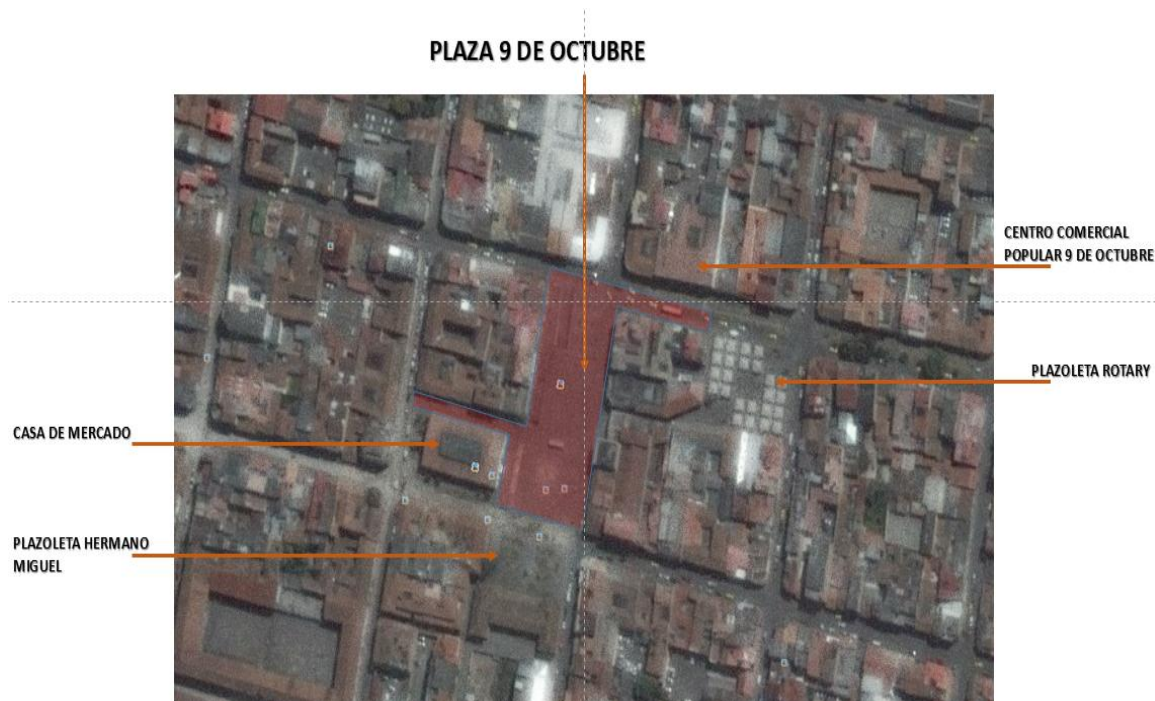 PLAZA 9 DE OCTUBRE
CENTRO COMERCIAL
POPULAR 9 DE OCTUBRE
PLAZOLETA ROTARY
CASA DE MERCADO
PLAZOLETA HERMANO
MIGUEL